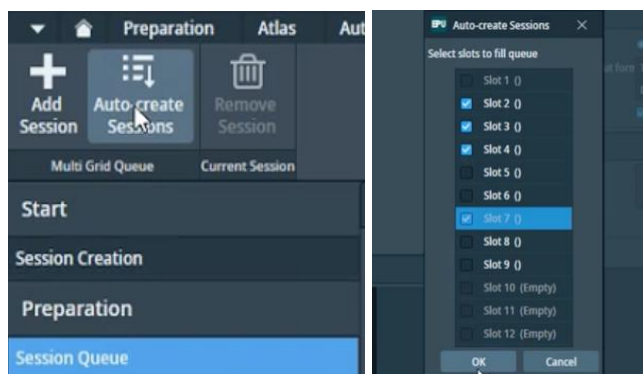 Preparation Atlas Aut
Add Session
Auto-create Sessions
Remove Session
Multi Grid Queue Current Session
Start
Session Creation
Preparation
Session Queue
EPU Auto-create Sessions
Select slots to fill queue
Slot 1 ()
Slot 2 ()
Slot 3 ()
Slot 4 ()
Slot 5 ()
Slot 6 ()
Slot 7 ()
Slot 8 ()
Slot 9 ()
Slot 10 (Empty)
Slot 11 (Empty)
Slot 12 (Empty)
OK Cancel